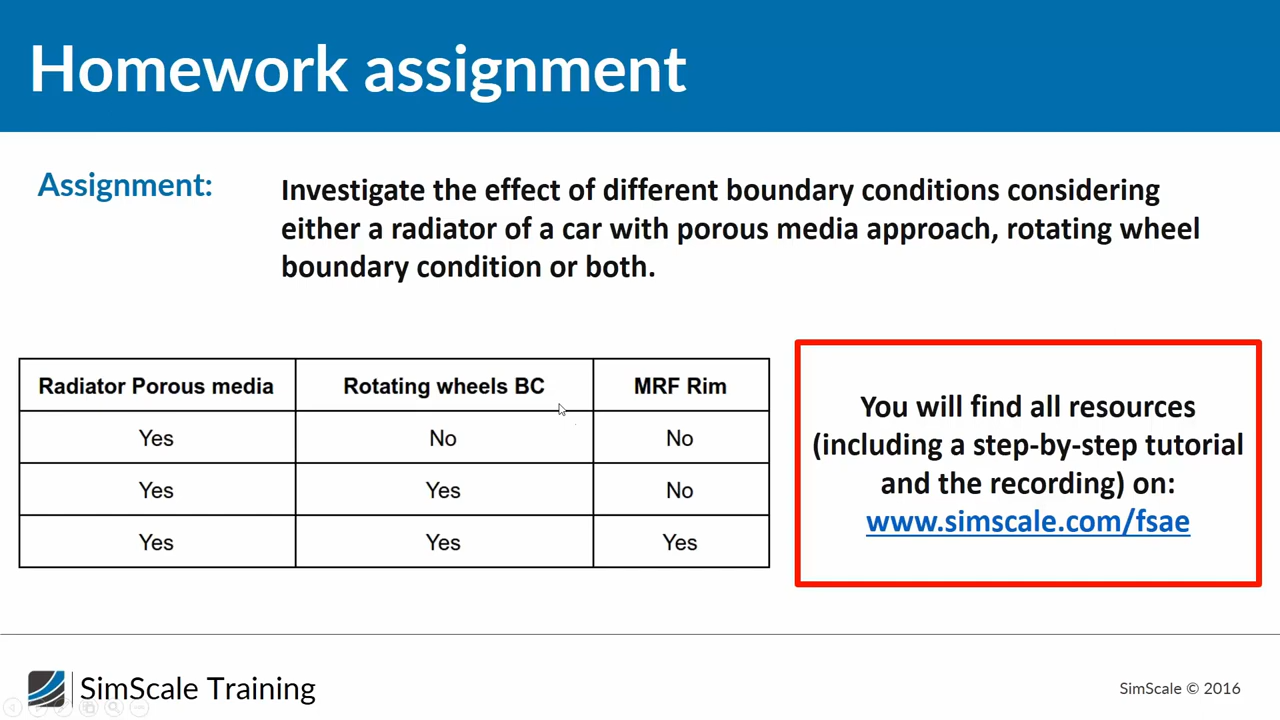 Homework assignment
Assignment:
Investigate the effect of different boundary conditions considering
either a radiator of a car with porous media approach, rotating wheel
boundary condition or both.
Radiator Porous media Rotating wheels BC MRF Rim
Yes No No
Yes Yes No
Yes Yes Yes
You will find all resources
(including a step-by-step tutorial
and the recording) on:
www.simscale.com/fsae
SimScale Training
SimScale © 2016